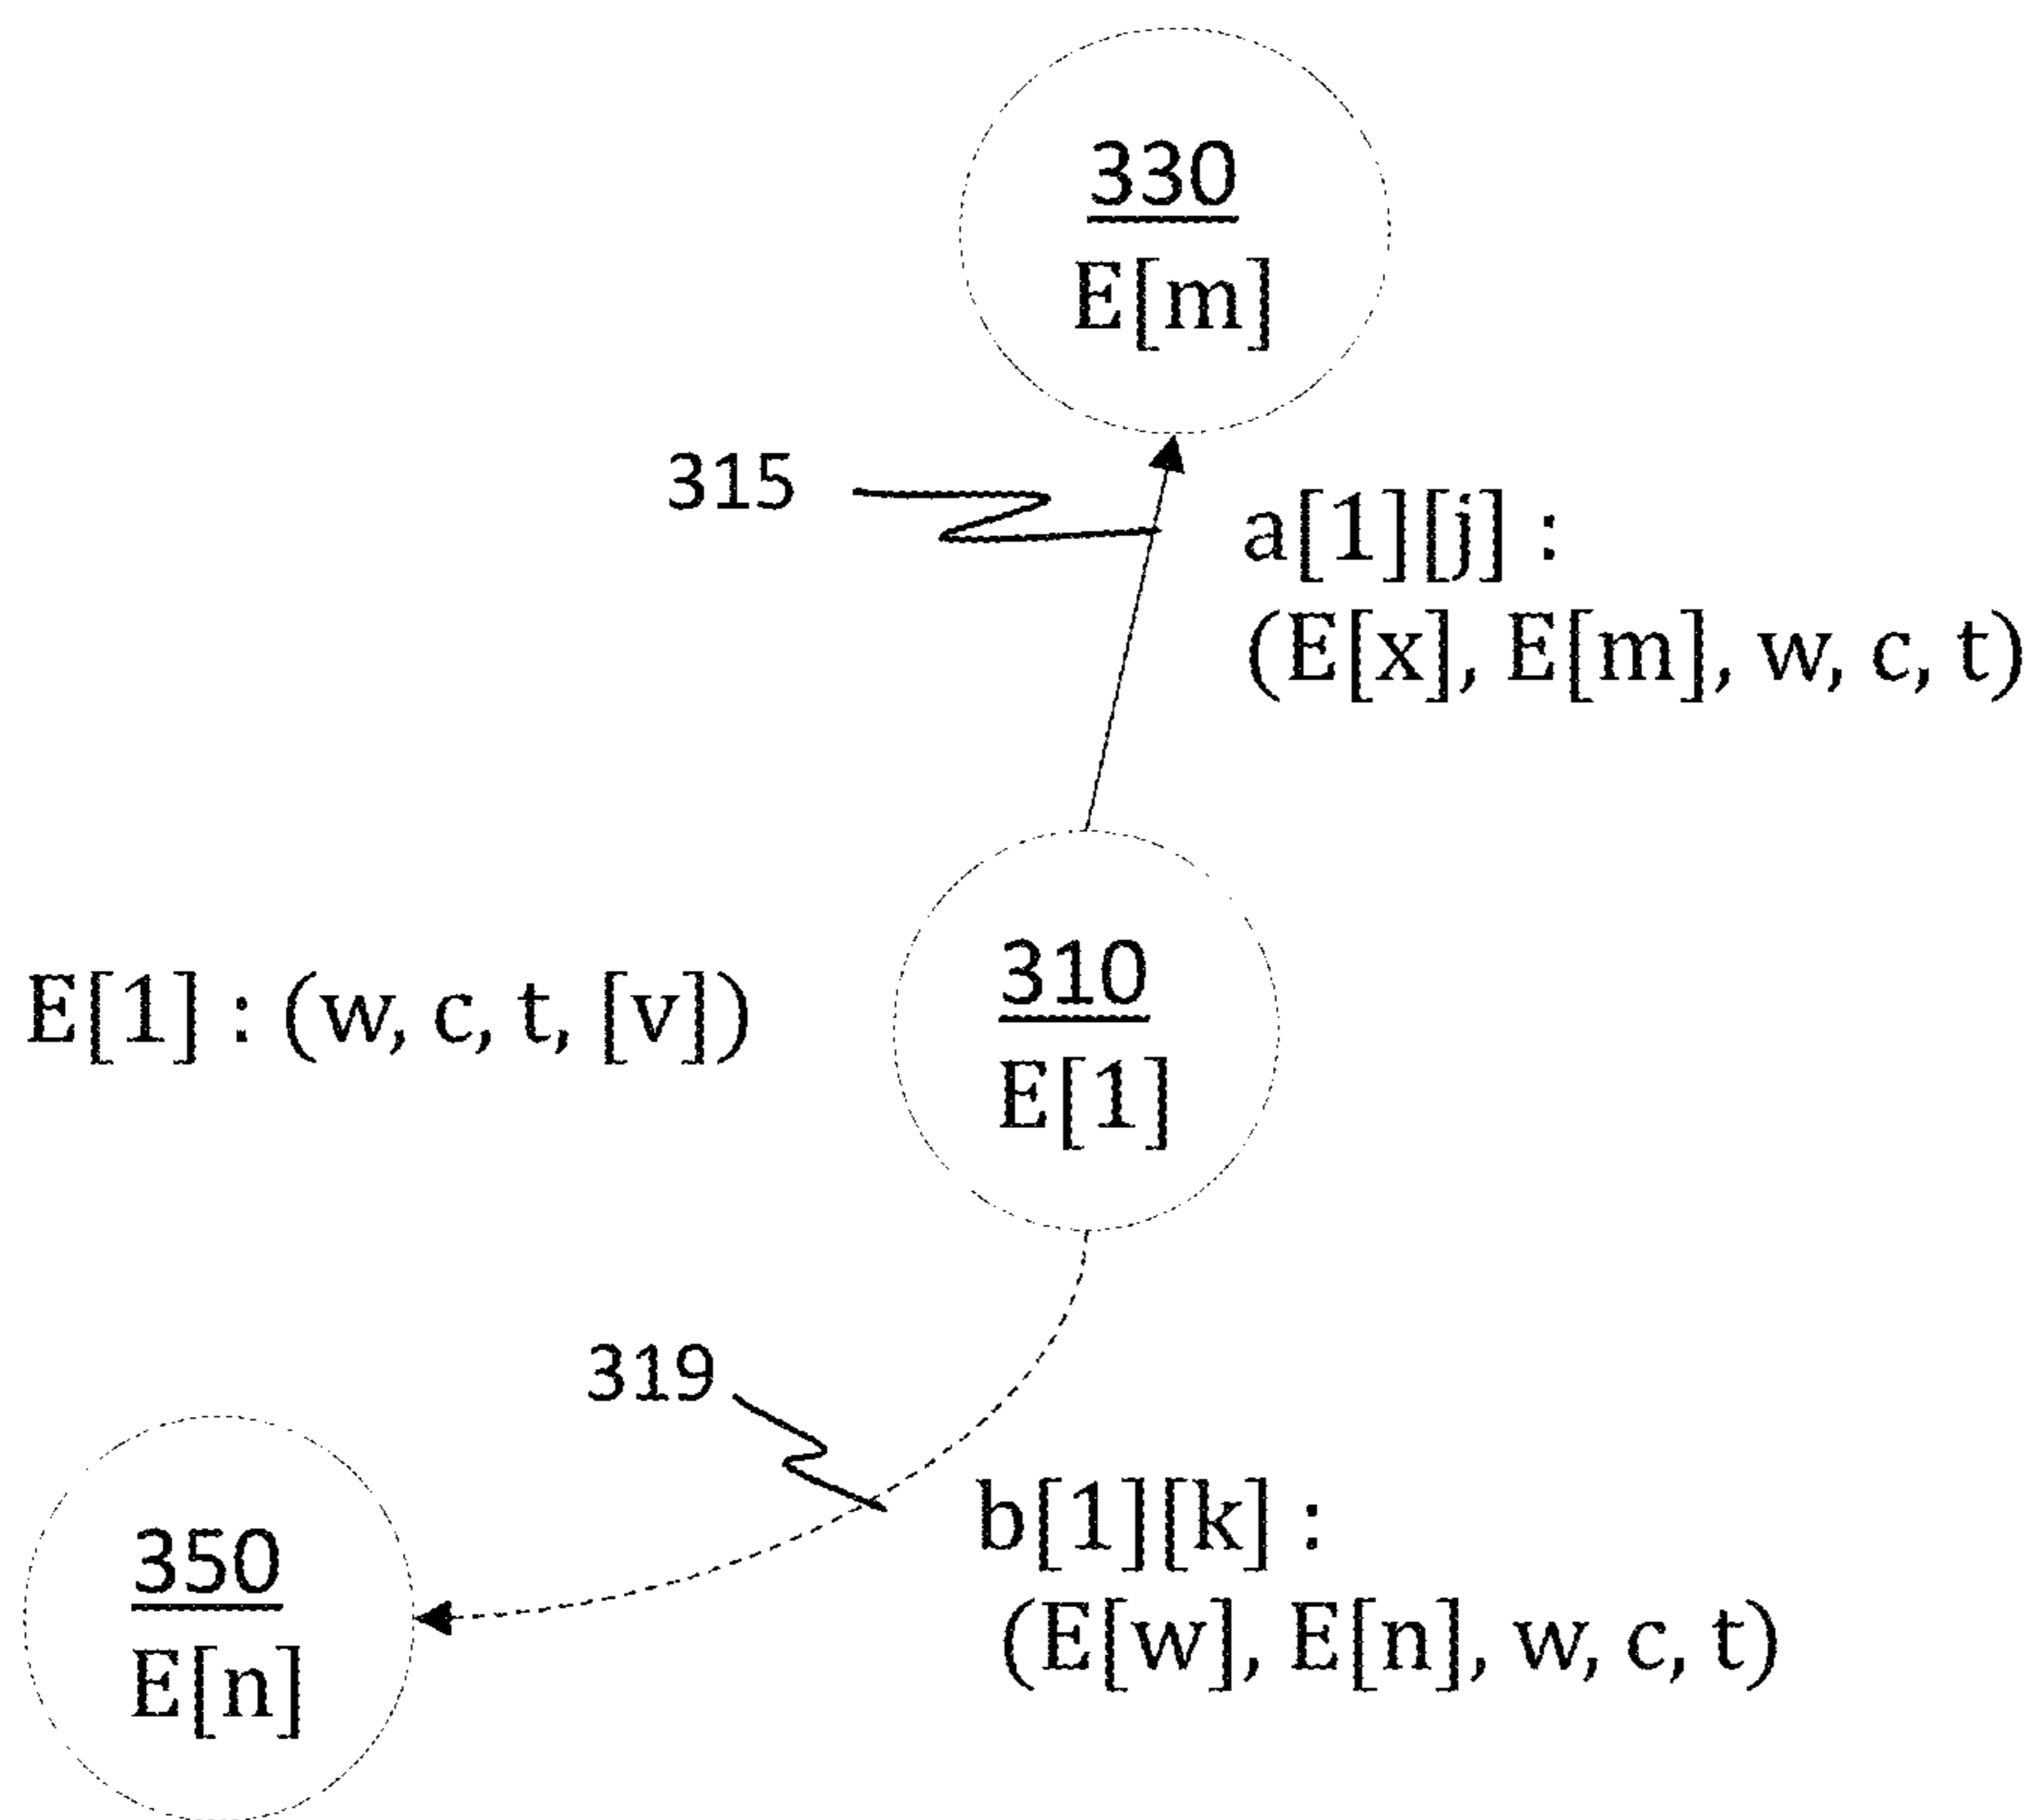 330
E[m]
315
a[1][j] :
(E[x], E[m], w, c, t)
E[1] : (w, c, t, [v])
310
E[1]
319
b[1][k] :
(E[w], E[n], w, c, t)
350
E[n]